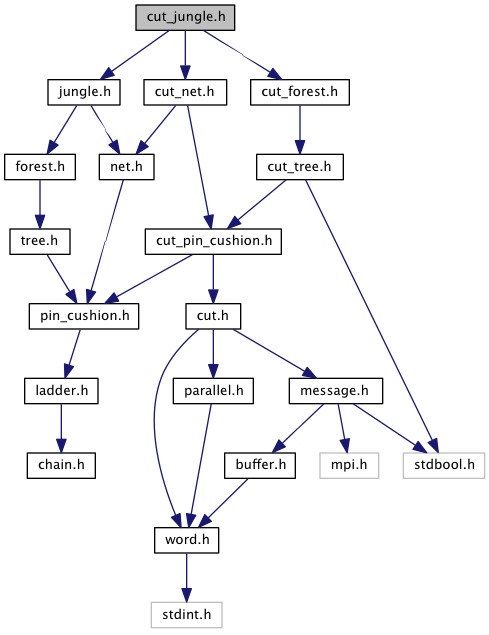 cut_jungle.h
jungle.h
cut_net.h
cut_forest.h
forest.h
net.h
cut_tree.h
tree.h
cut_pin_cushion.h
pin_cushion.h
cut.h
ladder.h
parallel.h
message.h
chain.h
buffer.h
mpi.h
stdbool.h
word.h
stdint.h